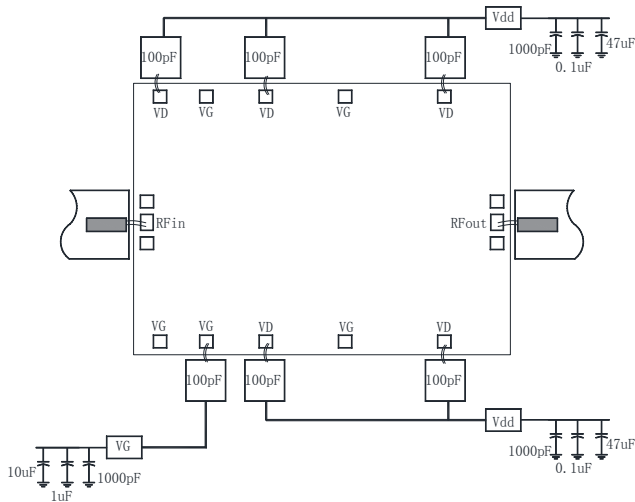 Vdd
100pF 100pF 100pF
1000pF 47uF
0.1uF
VD VG VD VG VD
RFin RFout
VG VG VD VG VD
100pF 100pF 100pF
Vdd
VG
1000pF 47uF
0.1uF
10uF 1000pF
1uF